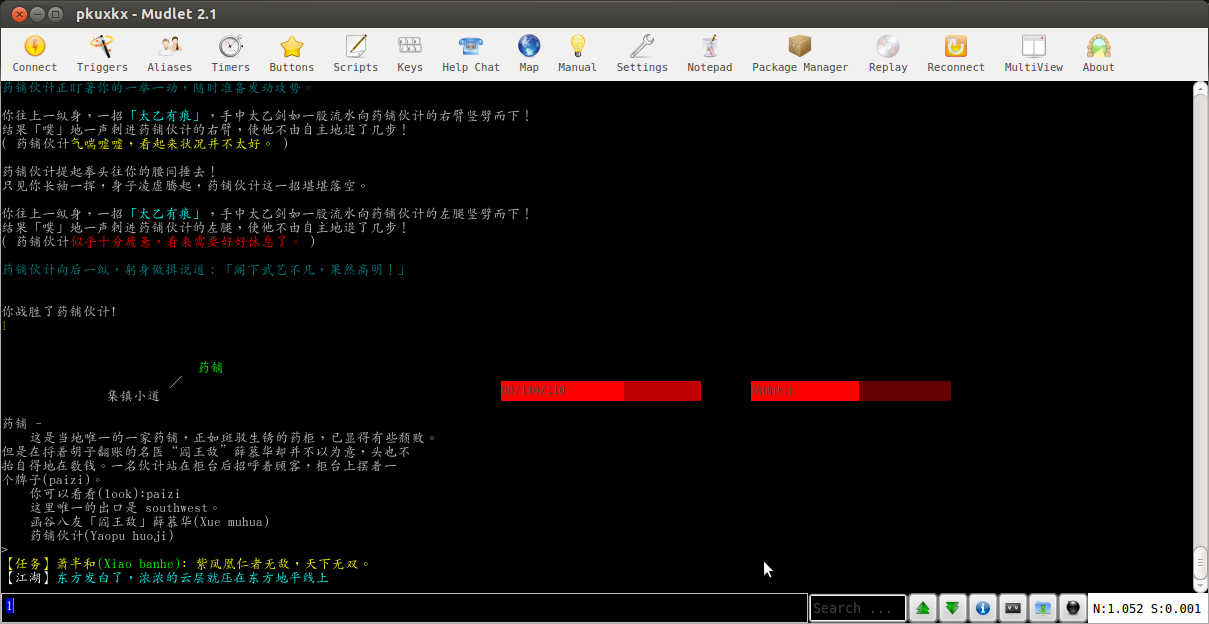 pkuxkx - Mudlet 2.1
Connect Triggers Aliases Timers Buttons Scripts Keys Help Chat Map Manual Settings Notepad Package Manager Replay Reconnect MultiView About
药铺伙计正盯著你的一举一动，随时准备发动攻势。
你往上一纵身，一招「太乙有痕」，手中太乙剑如一股流水向药铺伙计的右臂竖劈而下！
结果「噗」地一声刺进药铺伙计的右臂，使他不由自主地退了几步！
( 药铺伙计气喘嘘嘘，看起来状况并不太好。 )
药铺伙计提起拳头往你的腰间捶去！
只见你长袖一挥，身子凌虚腾起，药铺伙计这一招堪堪落空。
你往上一纵身，一招「太乙有痕」，手中太乙剑如一股流水向药铺伙计的左腿竖劈而下！
结果「噗」地一声刺进药铺伙计的左腿，使他不由自主地退了几步！
( 药铺伙计似乎十分疲惫，看来需要好好休息了。 )
药铺伙计向后一纵，躬身做揖说道：「阁下武艺不凡，果然高明！」
你战胜了药铺伙计!
1
药铺
／
集镇小道
/110/110
药铺伙计
药铺 -
这是当地唯一的一家药铺，正如斑驳生锈的药柜，已显得有些颓败。
但是在捋着胡子翻账的名医“阎王敌”薛慕华却并不以为意，头也不
抬自得地在数钱。一名伙计站在柜台后招呼着顾客，柜台上摆着一
个牌子(paizi)。
你可以看看(look):paizi
这里唯一的出口是 southwest。
函谷八友「阎王敌」薛慕华(Xue muhua)
药铺伙计(Yaopu huoji)
>
【任务】萧半和(Xiao banhe): 紫凤凰仁者无敌，天下无双。
【江湖】东方发白了，浓浓的云层就压在东方地平线上
1
Search ...
N:1.052 S:0.001